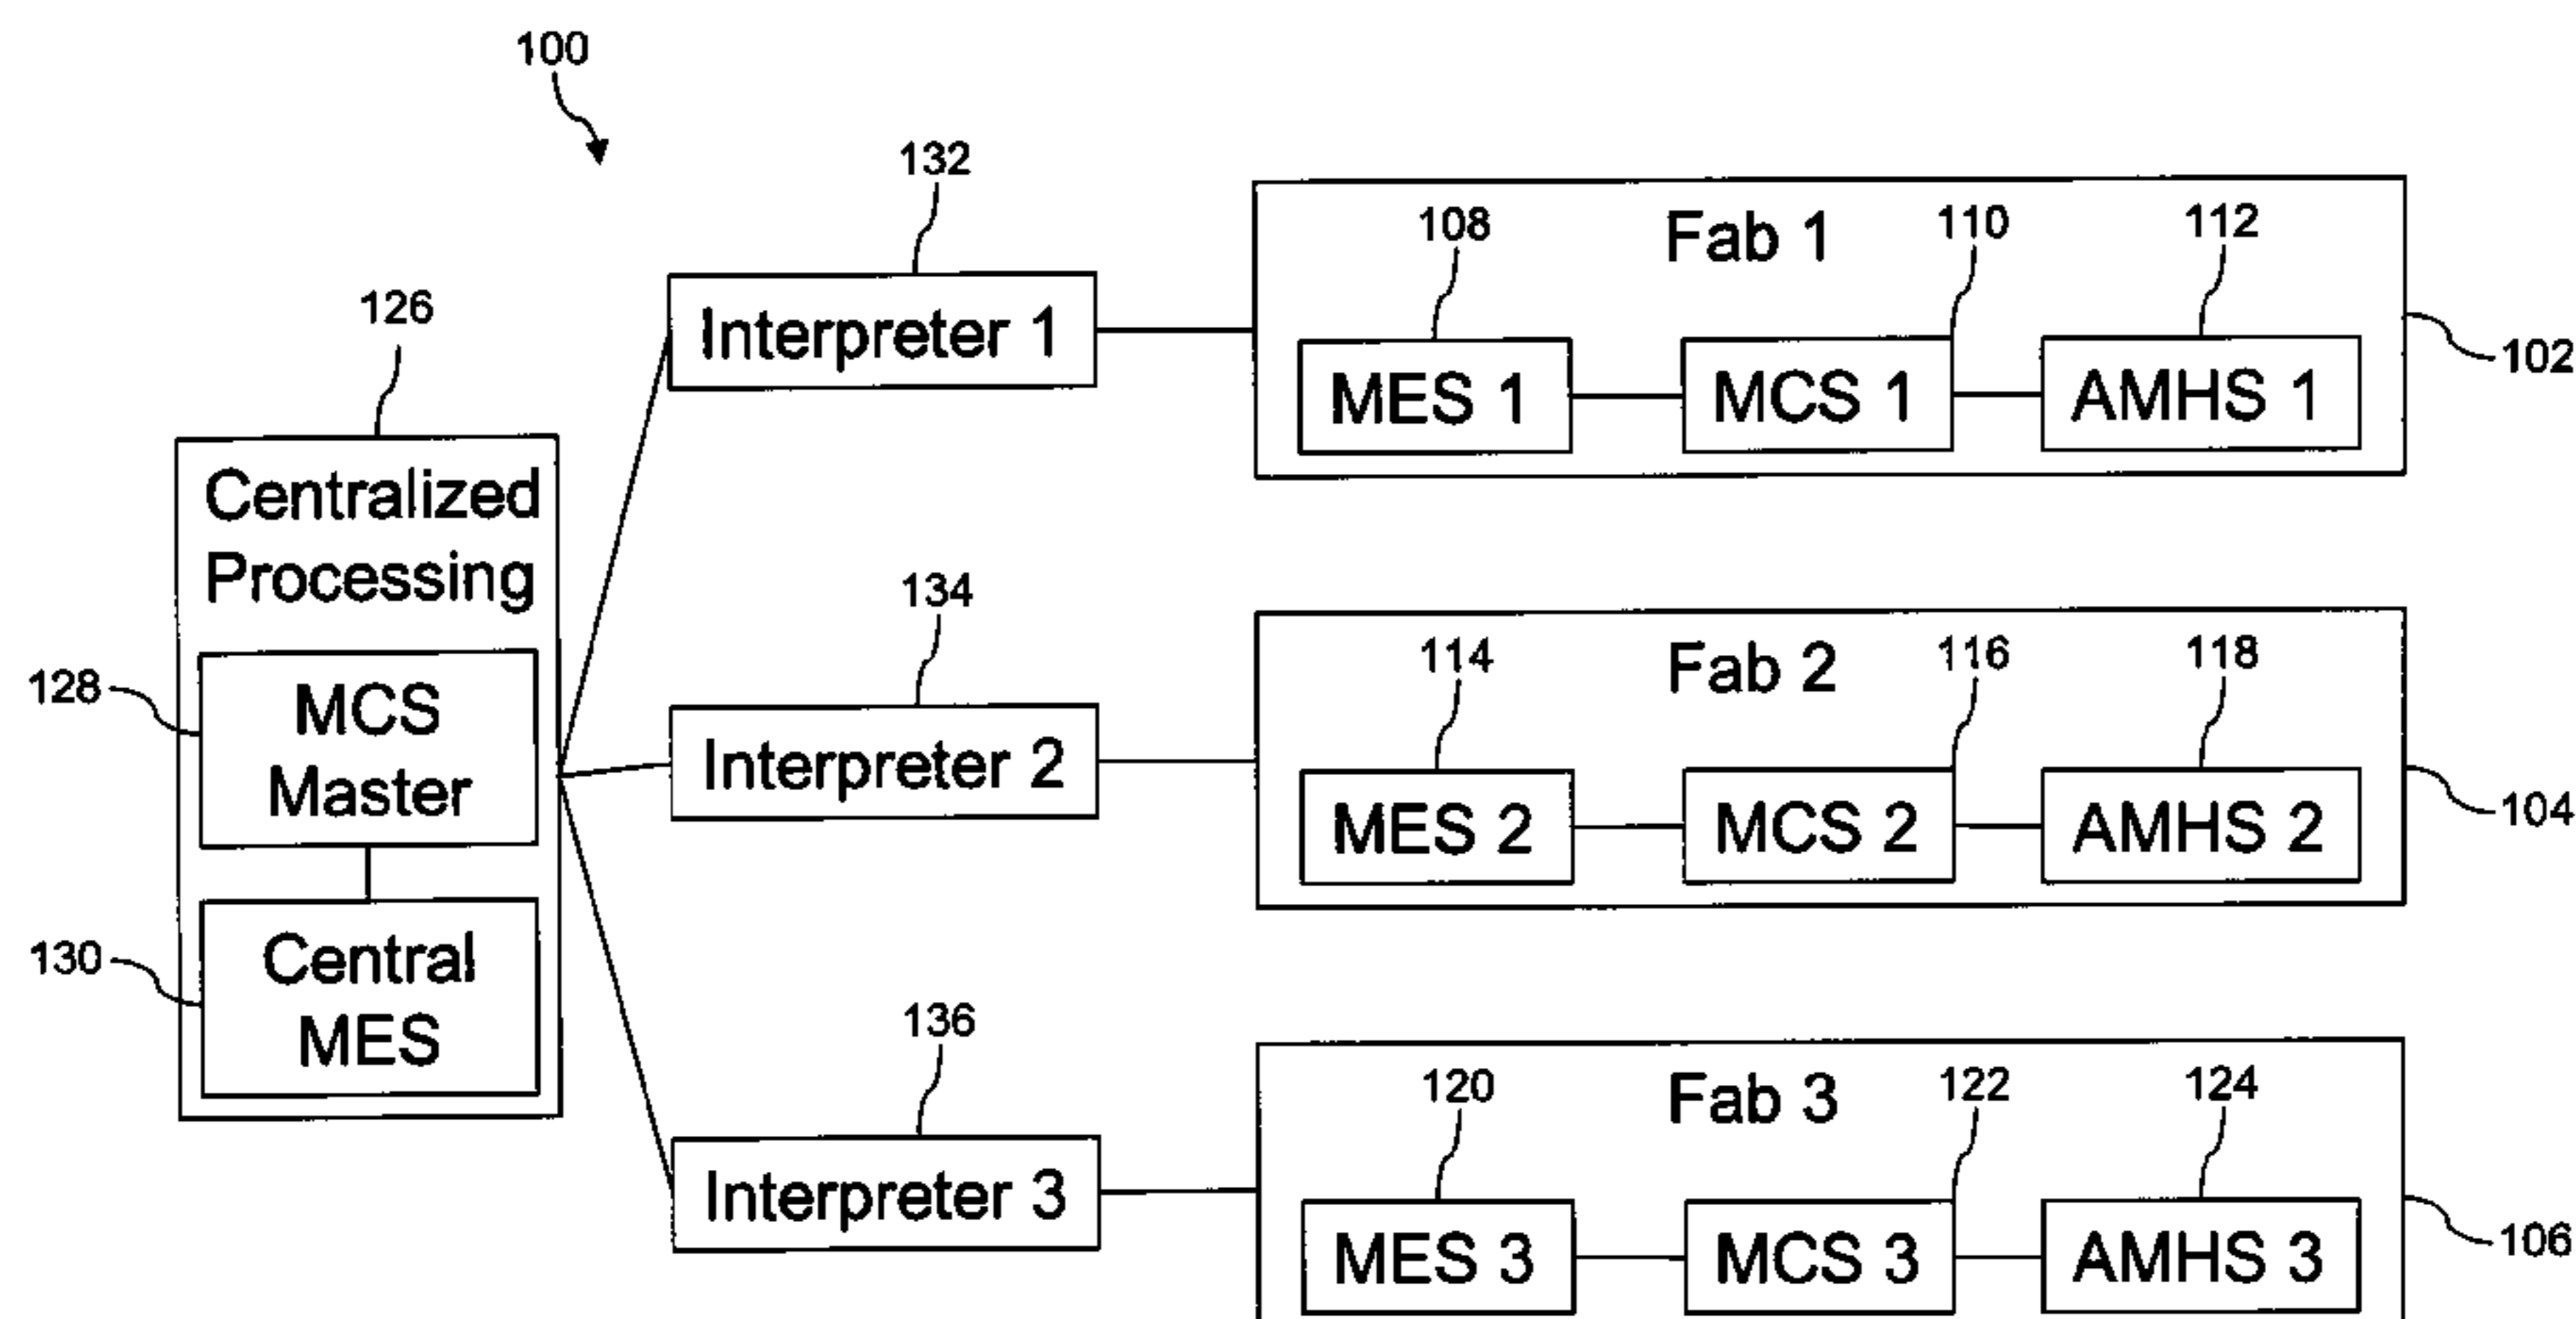 100
132
Interpreter 1
Fab 1
108
110
112
MES 1
MCS 1
AMHS 1
102
126
Centralized
Processing
128
MCS
Master
130
Central
MES
134
Interpreter 2
Fab 2
114
116
118
MES 2
MCS 2
AMHS 2
104
136
Interpreter 3
Fab 3
120
122
124
MES 3
MCS 3
AMHS 3
106